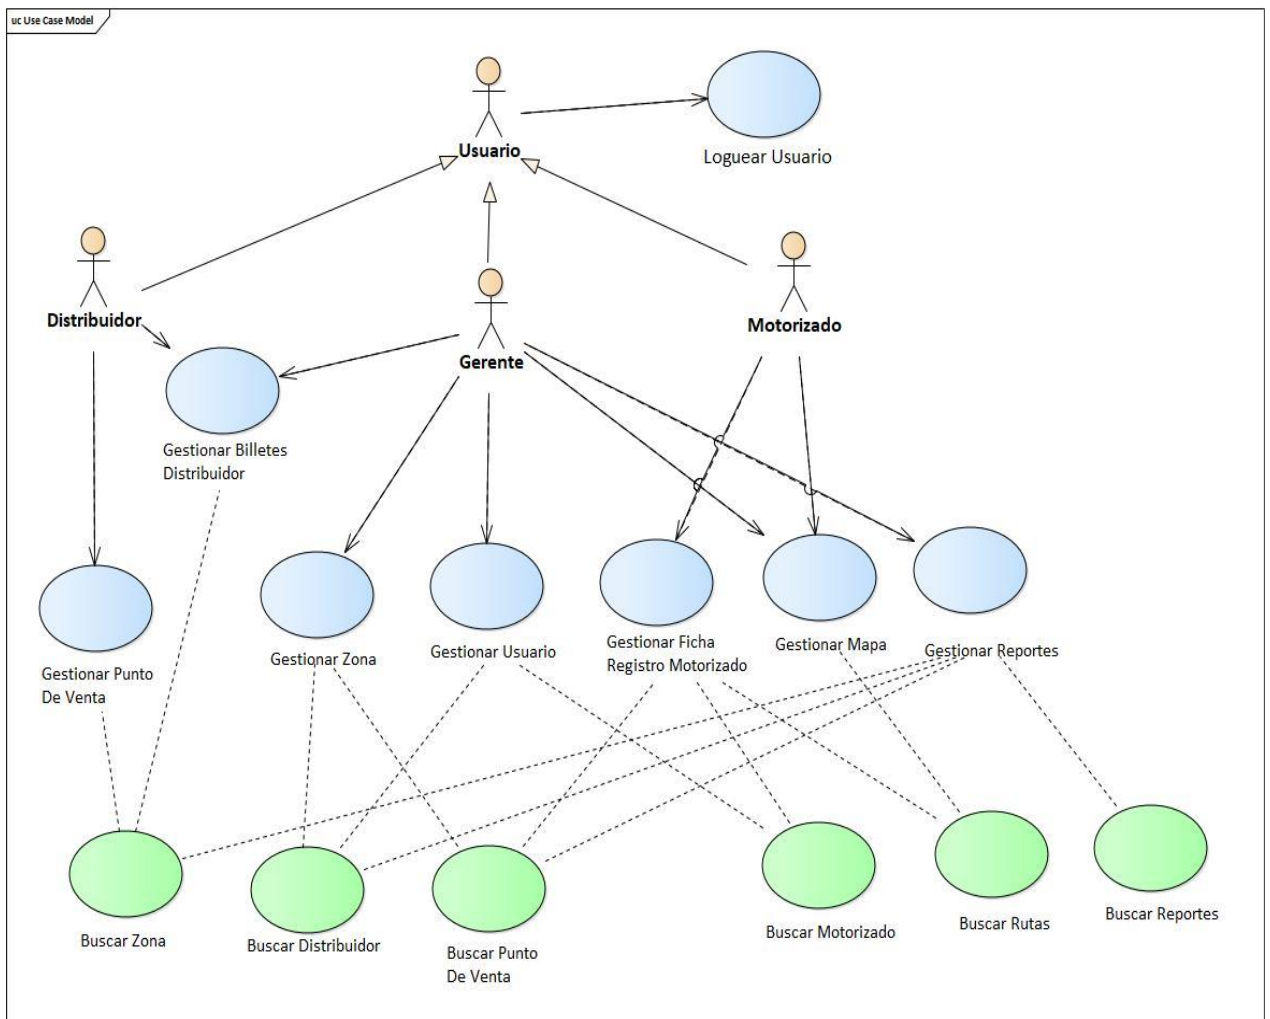 uc Use Case Model
Usuario
Loguear Usuario
Distribuidor
Motorizado
Gerente
Gestionar Billetes
Distribuidor
Gestionar Punto
De Venta
Gestionar Zona
Gestionar Usuario
Gestionar Ficha
Registro Motorizado
Gestionar Mapa
Gestionar Reportes
Buscar Zona
Buscar Distribuidor
Buscar Punto
De Venta
Buscar Motorizado
Buscar Rutas
Buscar Reportes